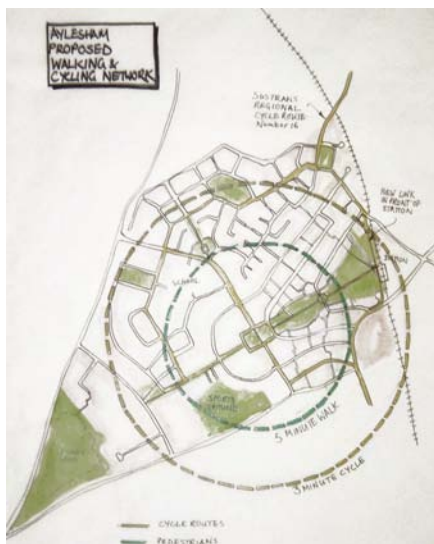 AYLESHAM
PROPOSED
WALKING &
CYCLING NETWORK
SUSTRANS
REGIONAL
CYCLE ROUTE
Number 16
NEW LINK
IN FRONT OF
STATION
STATION
SCHOOL
SPORTS
5 MINUTE WALK
3 MINUTE CYCLE
CYCLE ROUTES
PEDESTRIANS